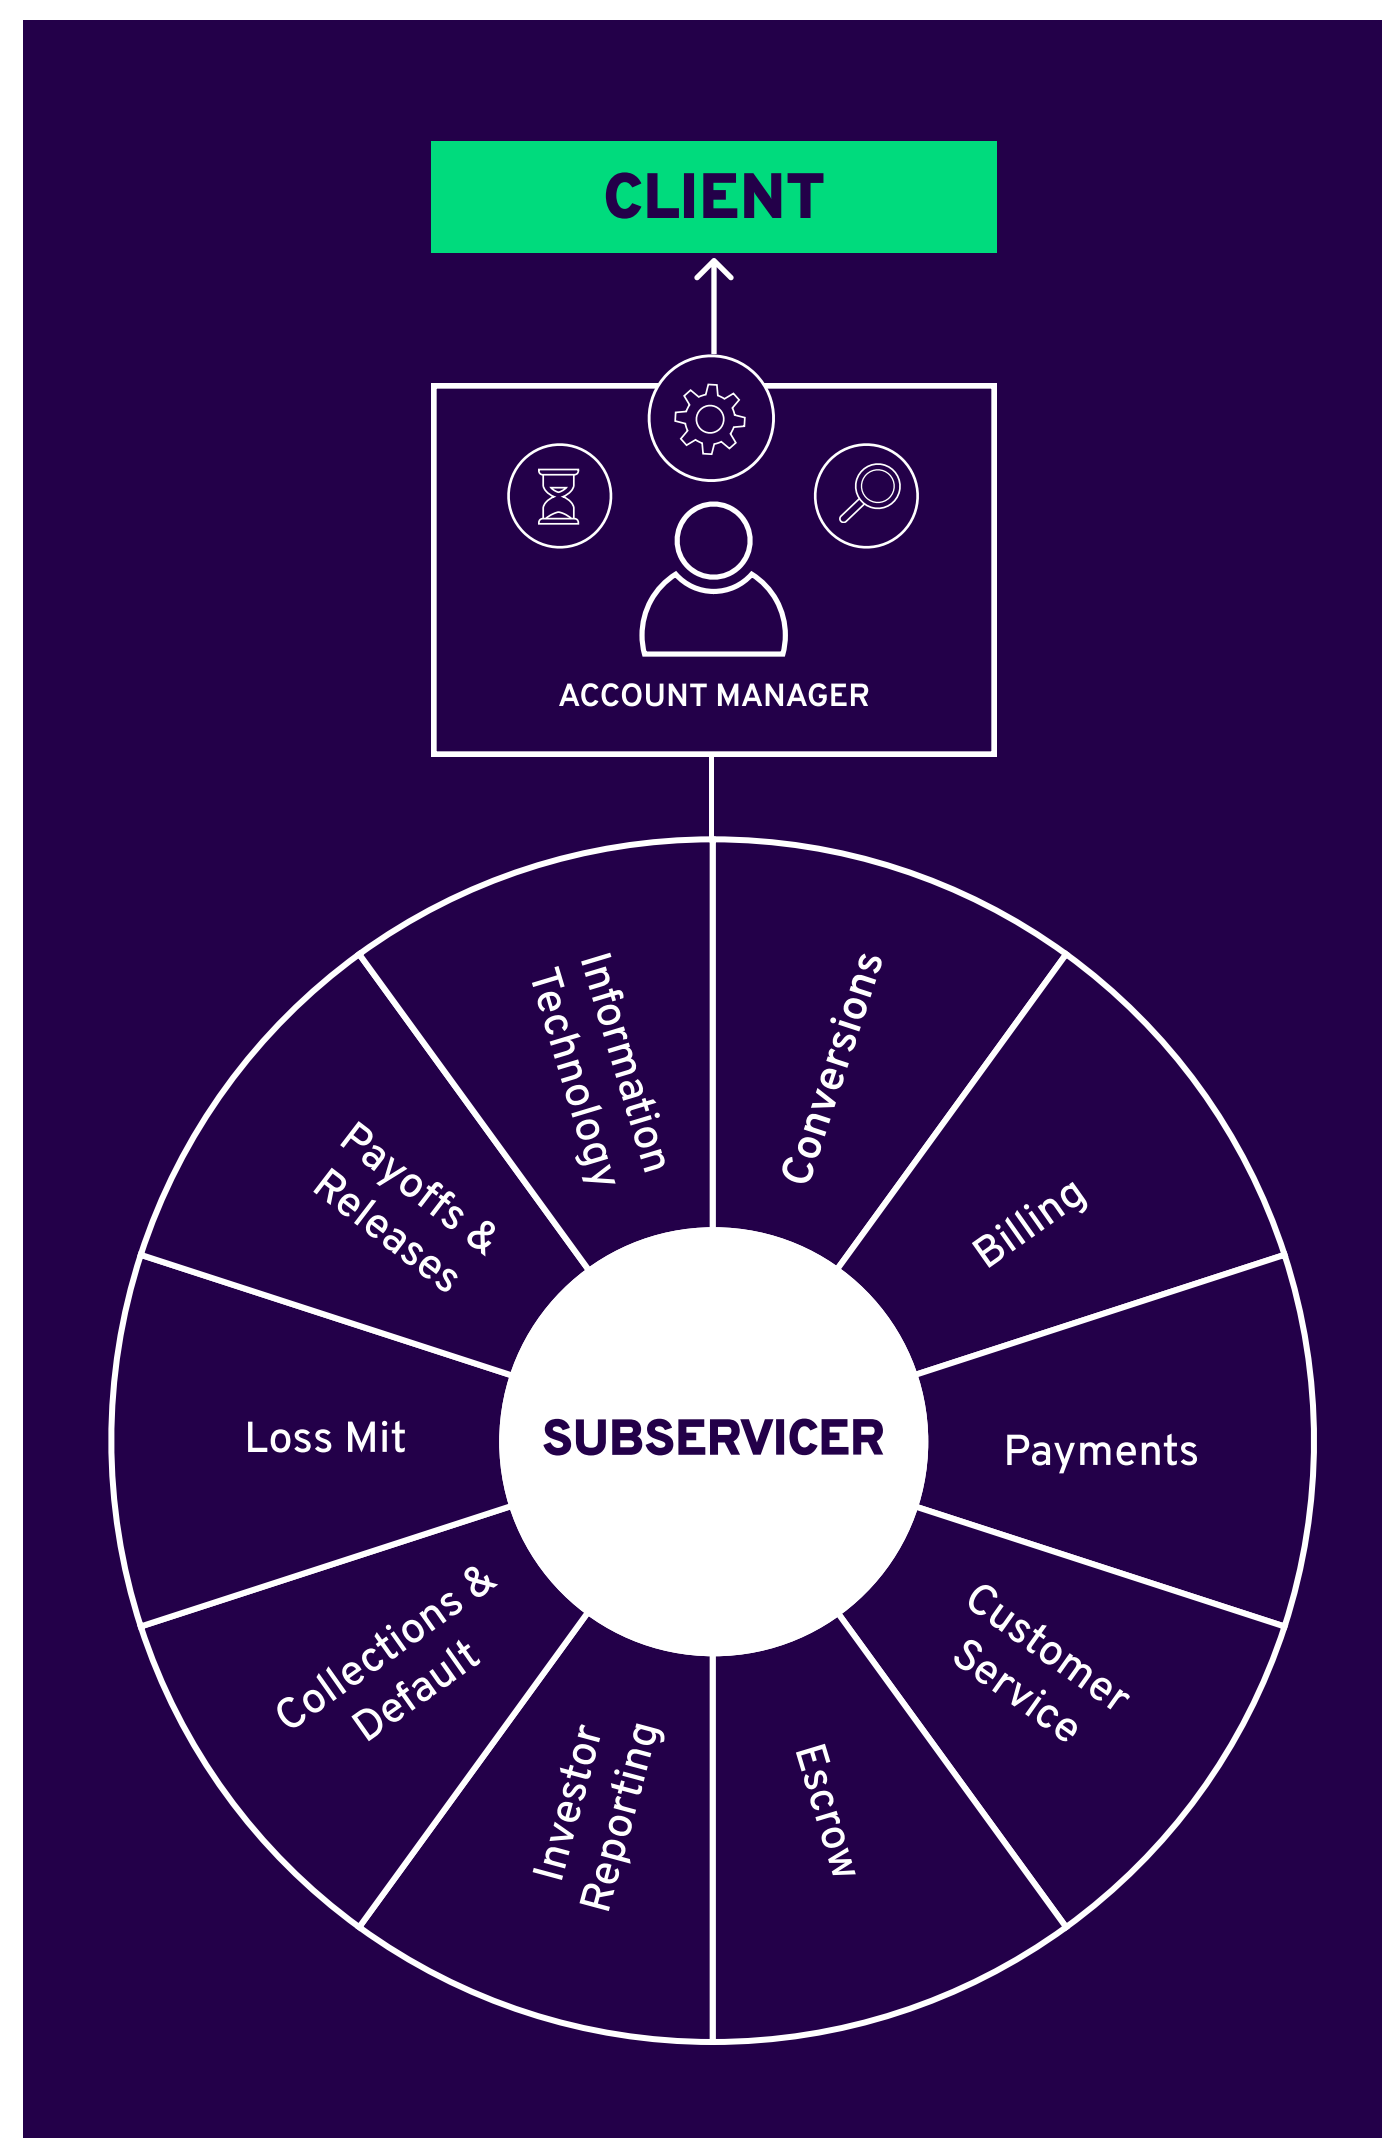 CLIENT
ACCOUNT MANAGER
Conversions
Billing
Payments
Customer
Service
Escrow
Investor
Reporting
Collections &
Default
Loss Mit
Payoffs &
Releases
Information
Technology
SUBSERVICER